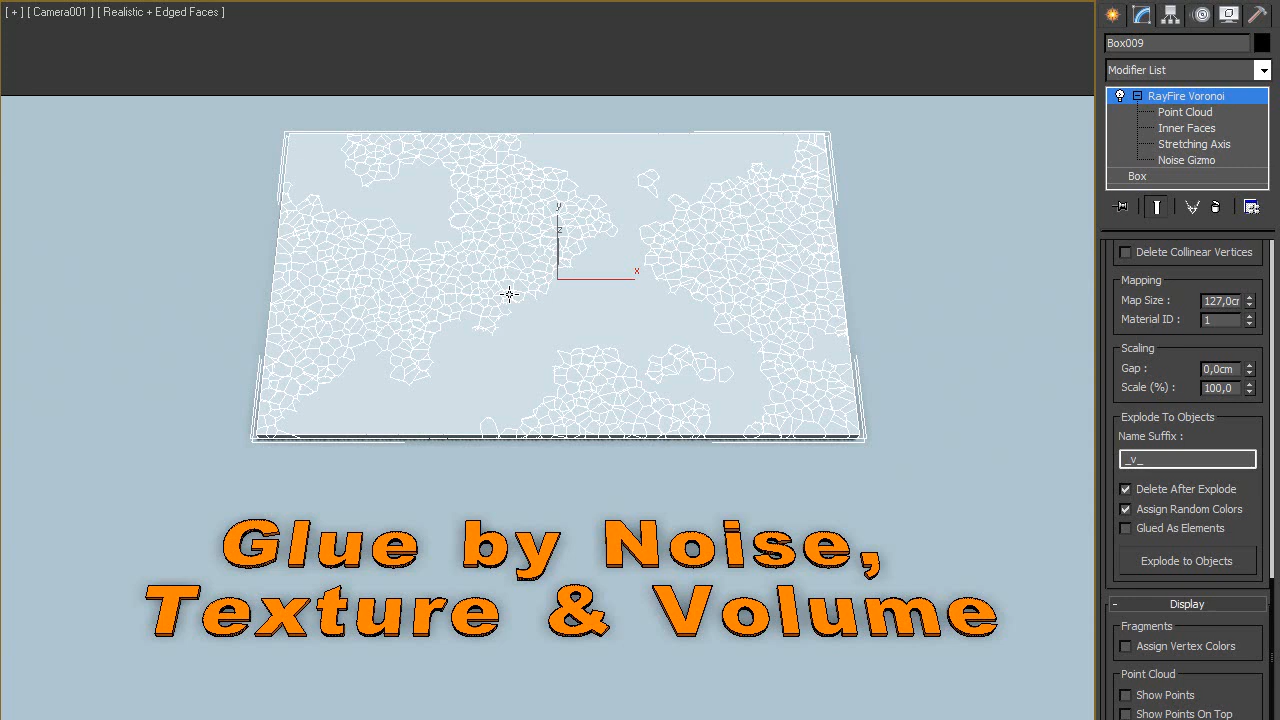 [ + ] [ Camera001 ] [ Realistic + Edged Faces ]
y
z
x
Glue by Noise,
Texture & Volume
Box009
Modifier List
RayFire Voronoi
Point Cloud
Inner Faces
Stretching Axis
Noise Gizmo
Box
Delete Collinear Vertices
Mapping
Map Size : 127,0cm
Material ID : 1
Scaling
Gap : 0,0cm
Scale (%) : 100,0
Explode To Objects
Name Suffix :
_v_
Delete After Explode
Assign Random Colors
Glued As Elements
Explode to Objects
- Display
Fragments
Assign Vertex Colors
Point Cloud
Show Points
Show Points On Top